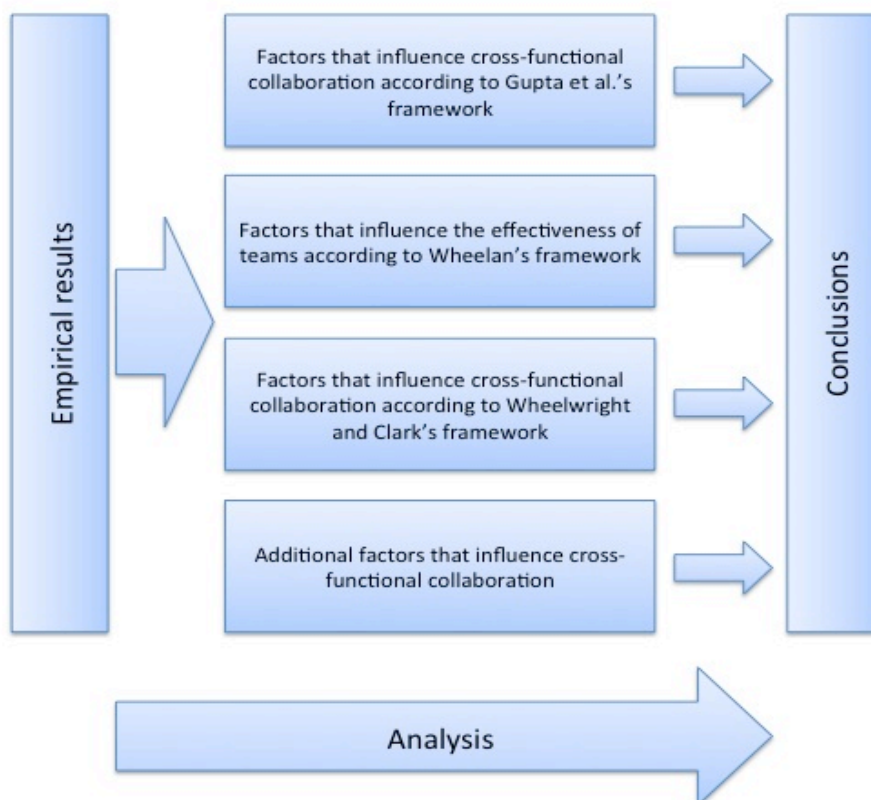 Empirical results
Factors that influence cross-functional
collaboration according to Gupta et al.'s
framework
Factors that influence the effectiveness of
teams according to Wheelan's framework
Factors that influence cross-functional
collaboration according to Wheelwright
and Clark's framework
Additional factors that influence cross-
functional collaboration
Conclusions
Analysis